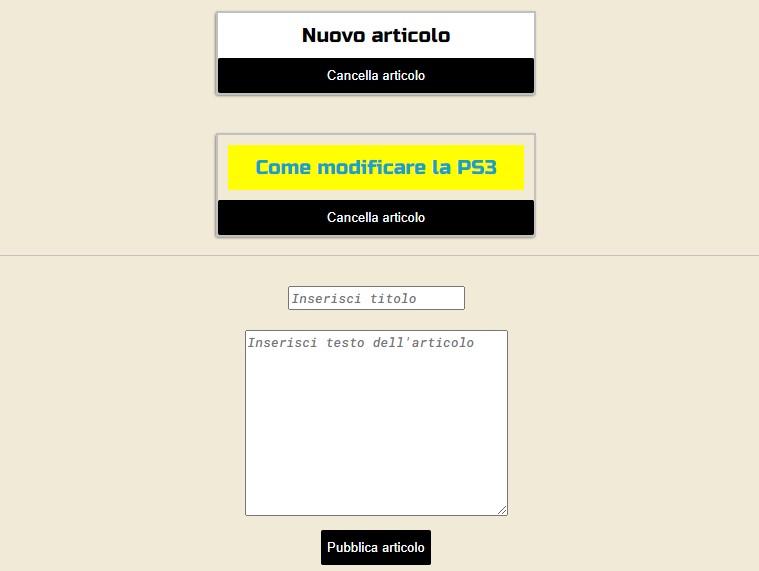 Nuovo articolo
Cancella articolo
Come modificare la PS3
Cancella articolo
Inserisci titolo
Inserisci testo dell'articolo
Pubblica articolo